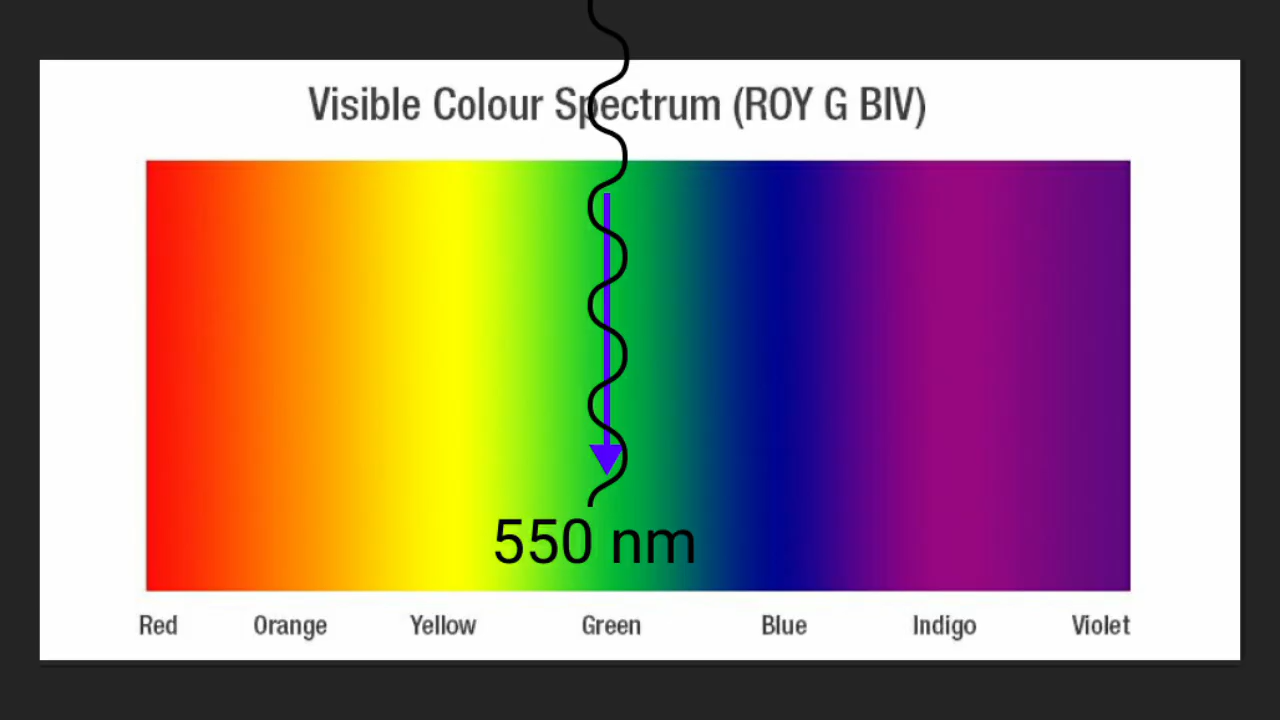 Visible Colour Spectrum (ROY G BIV)
550 nm
Red Orange Yellow Green Blue Indigo Violet